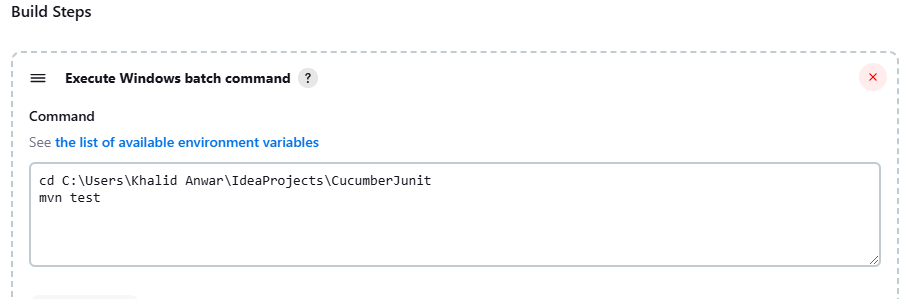 Build Steps
Execute Windows batch command ?
Command
See the list of available environment variables
cd C:\Users\Khalid Anwar\IdeaProjects\CucumberJunit
mvn test